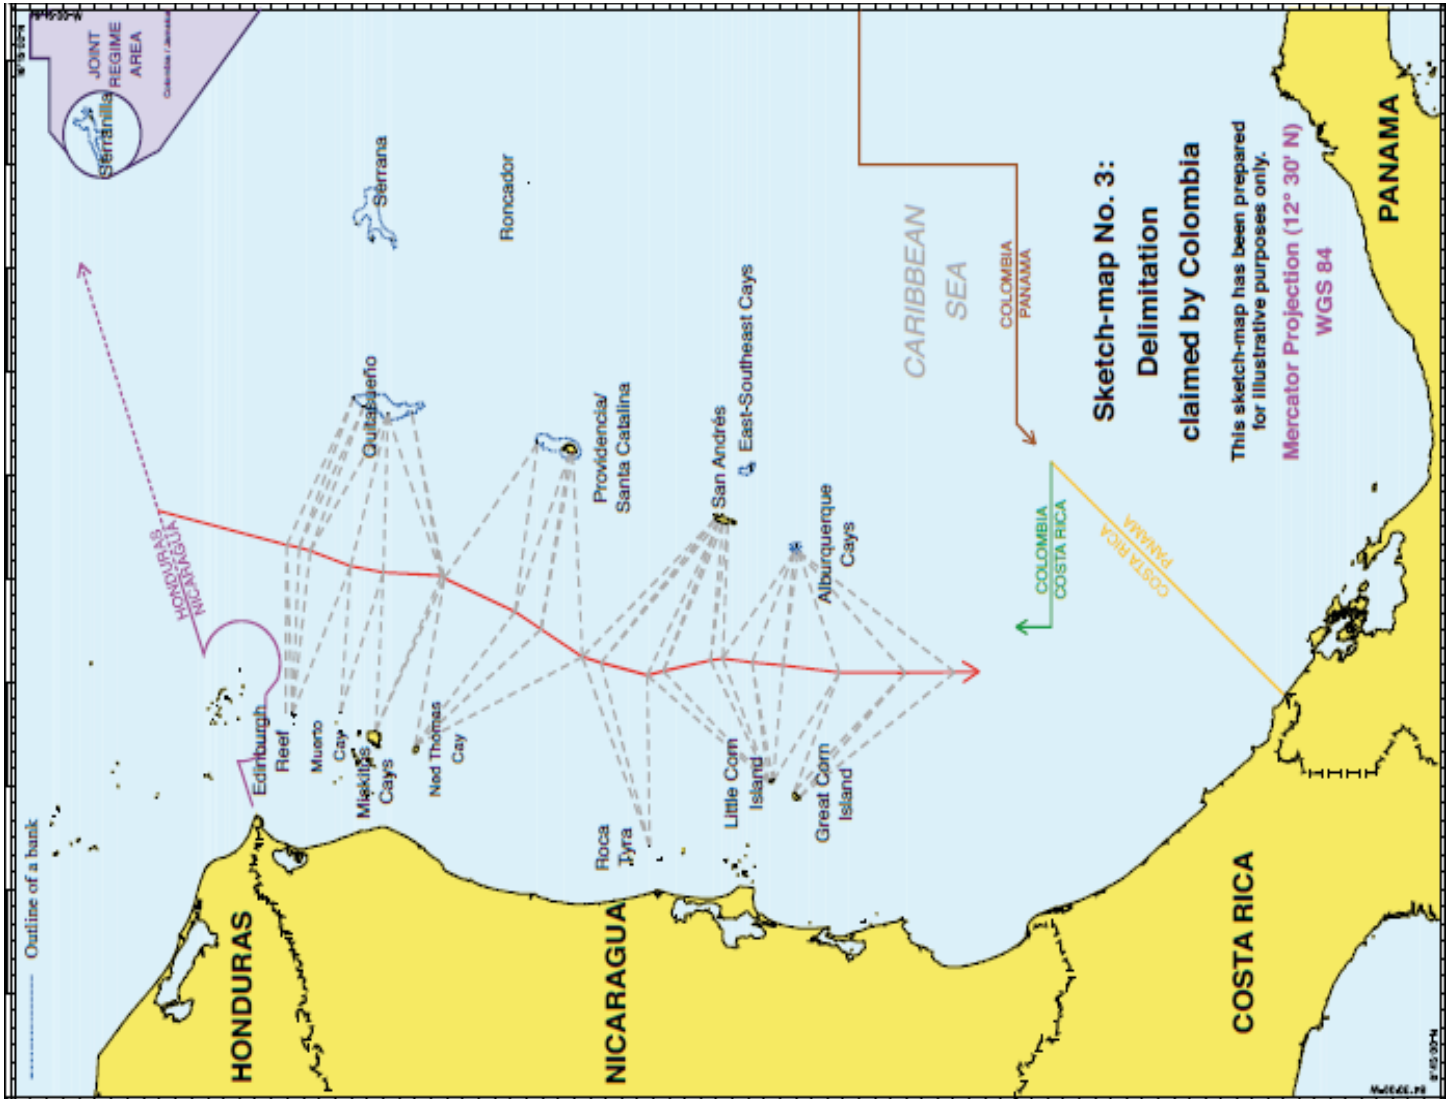 Outline of a bank
JOINT
REGIME
AREA
Colombia / Jamaica
Serranilla
Serrana
Roncador
HONDURAS
NICARAGUA
Quitasueño
Edinburgh
Reef
Muerto
Cay
Miskitos
Cays
Ned Thomas
Cay
Providencia/
Santa Catalina
San Andrés
East-Southeast Cays
Alburquerque
Cays
Roca
Tyra
Little Corn
Island
Great Corn
Island
CARIBBEAN
SEA
COLOMBIA
PANAMA
COLOMBIA
COSTA RICA
COSTA RICA
PANAMA
HONDURAS
NICARAGUA
COSTA RICA
PANAMA
Sketch-map No. 3:
Delimitation
claimed by Colombia
This sketch-map has been prepared
for illustrative purposes only.
Mercator Projection (12° 30' N)
WGS 84